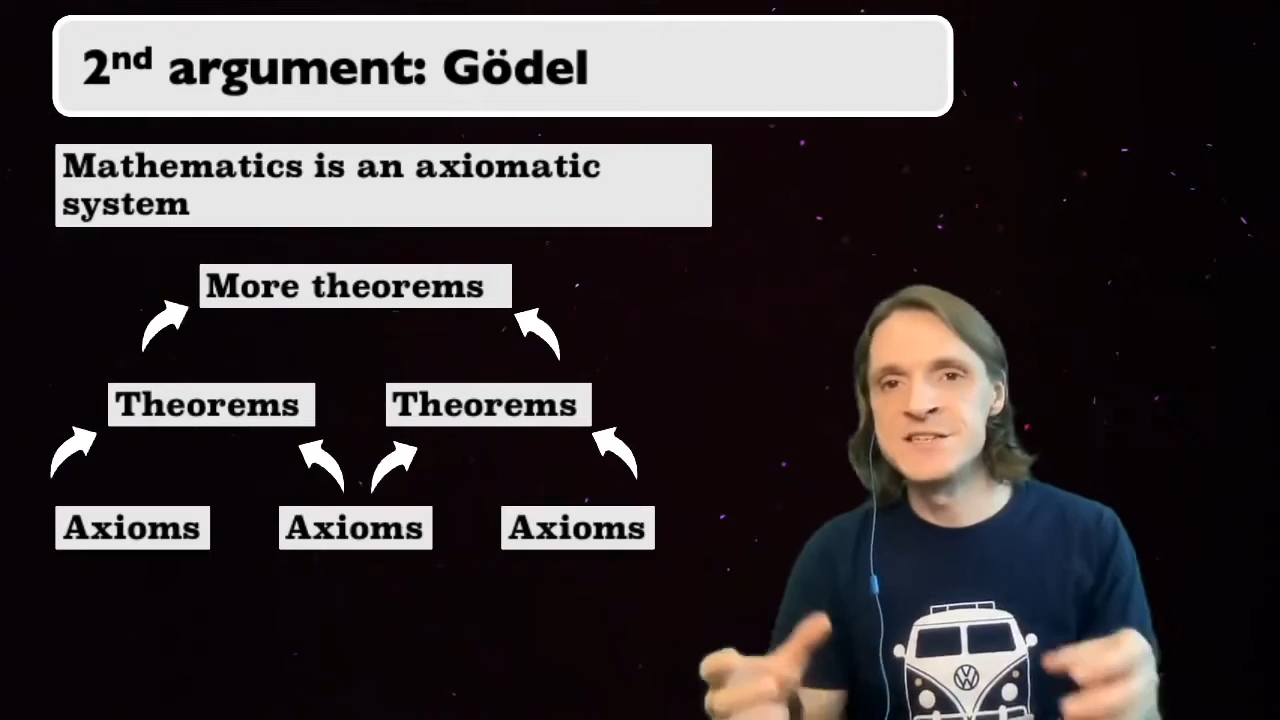 2nd argument: Gödel
Mathematics is an axiomatic
system
More theorems
Theorems Theorems
Axioms Axioms Axioms